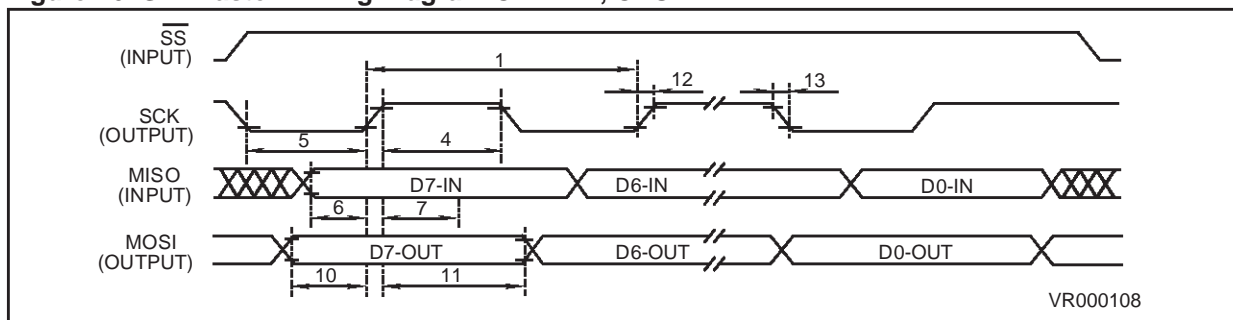 SS
(INPUT)
1
12
13
SCK
(OUTPUT)
5
4
MISO
(INPUT)
D7-IN
D6-IN
D0-IN
6
7
MOSI
(OUTPUT)
D7-OUT
D6-OUT
D0-OUT
10
11
VR000108